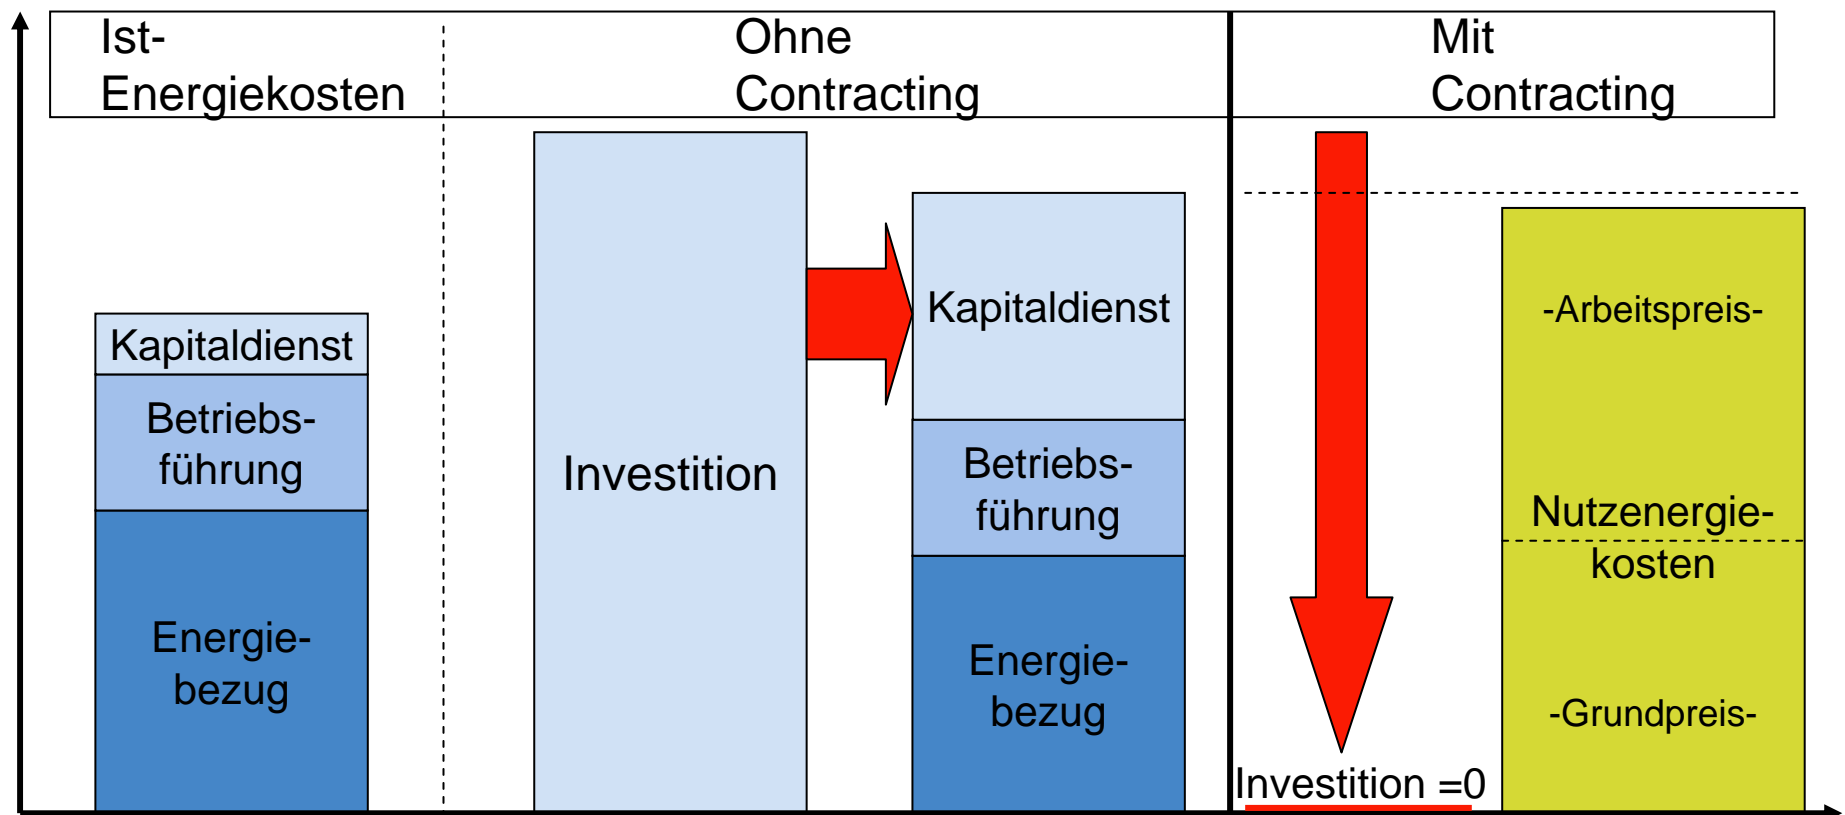 Ist-
Energiekosten
Ohne
Contracting
Mit
Contracting
Kapitaldienst
Betriebs-
führung
Energie-
bezug
Investition
Kapitaldienst
Betriebs-
führung
Energie-
bezug
Investition =0
-Arbeitspreis-
Nutzenergie-
kosten
-Grundpreis-